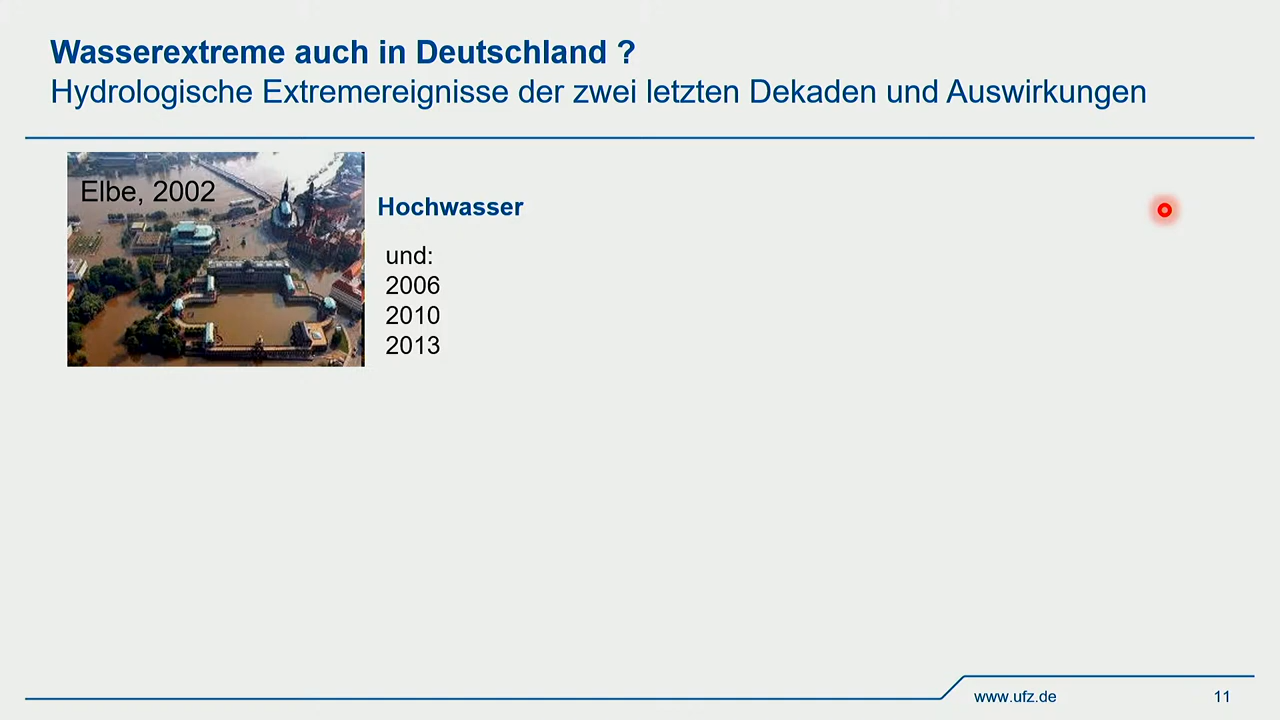 Wasserextreme auch in Deutschland ?
Hydrologische Extremereignisse der zwei letzten Dekaden und Auswirkungen
Elbe, 2002
Hochwasser
und:
2006
2010
2013
www.ufz.de
11